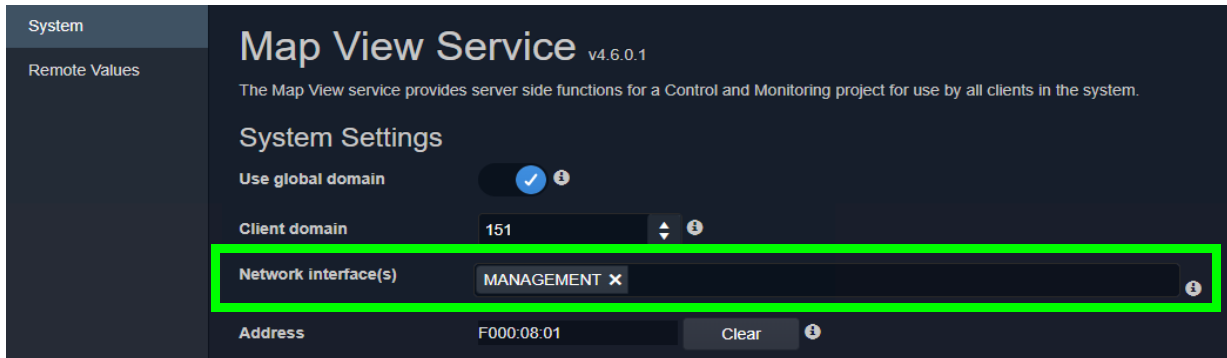 System
Remote Values
Map View Service v4.6.0.1
The Map View service provides server side functions for a Control and Monitoring project for use by all clients in the system.
System Settings
Use global domain
Client domain 151
Network interface(s) MANAGEMENT
Address F000:08:01 Clear